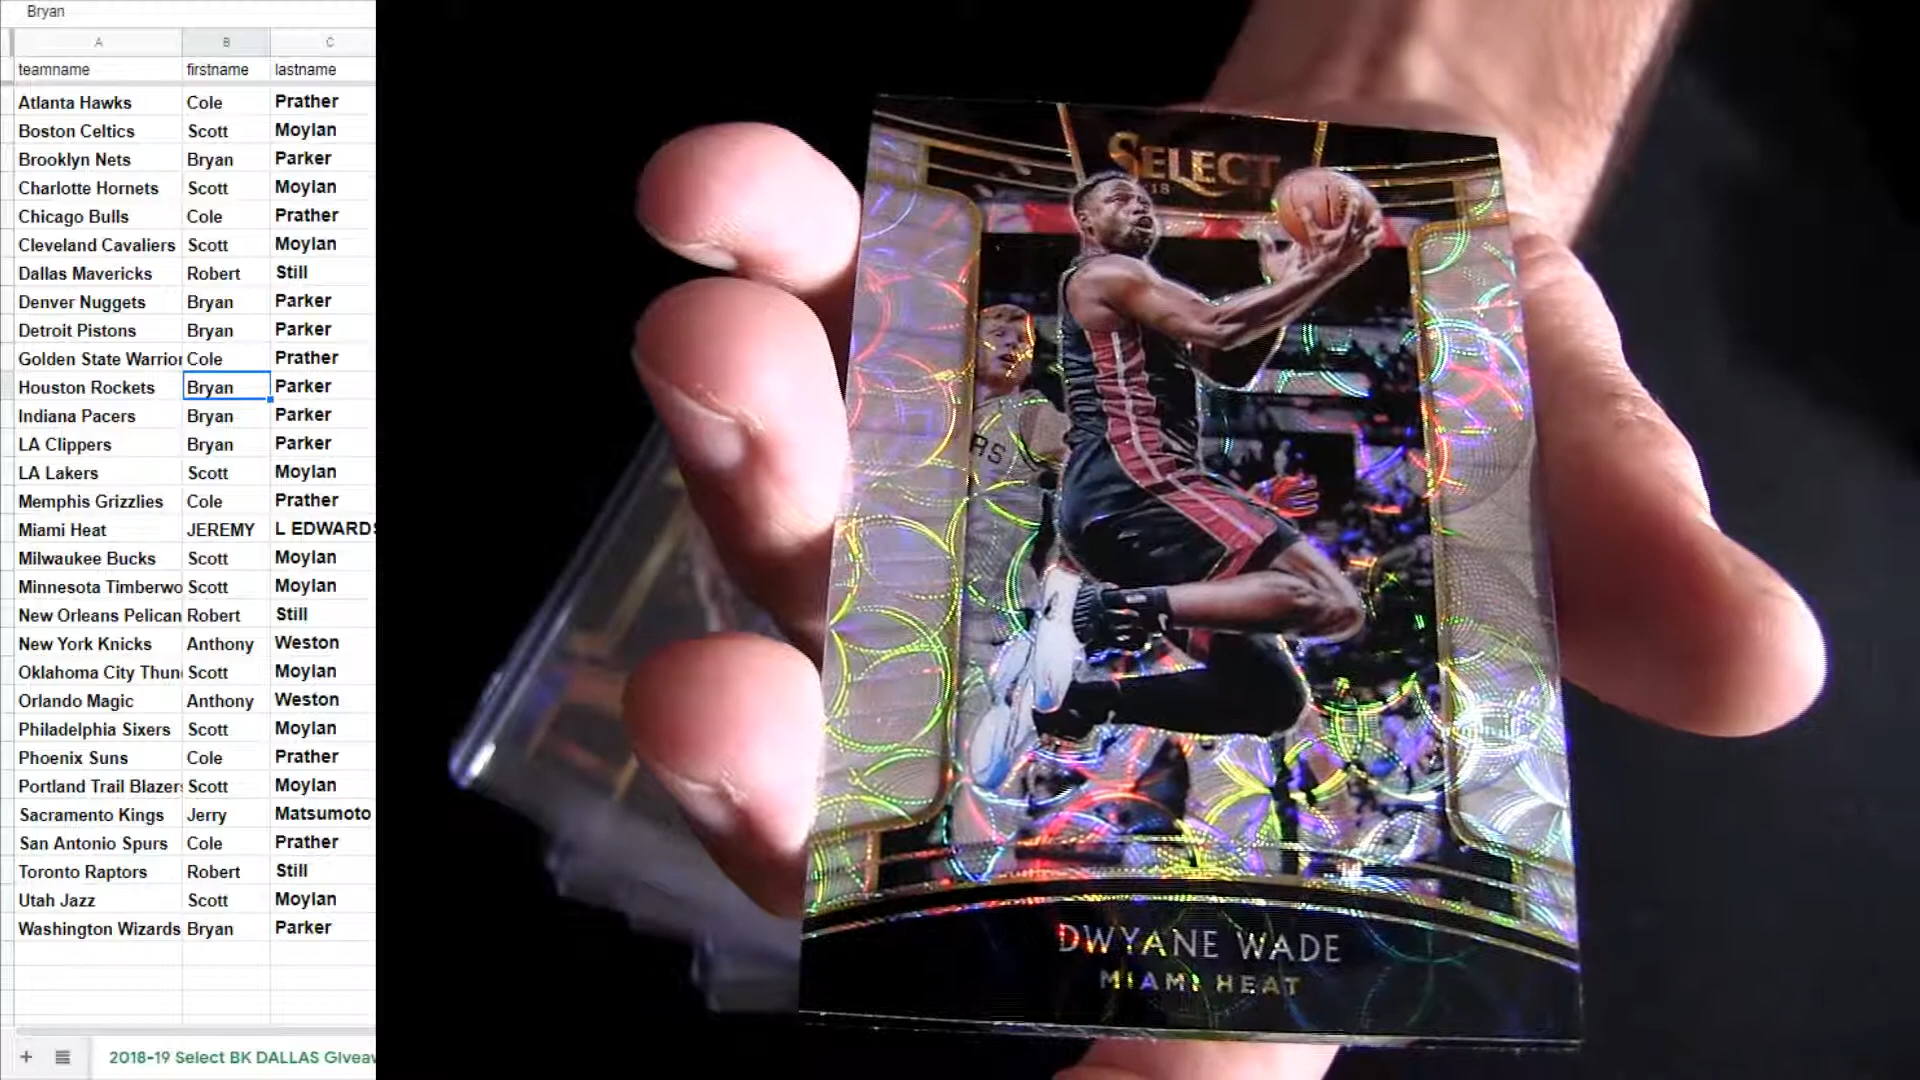 Bryan
A B C
teamname firstname lastname
Atlanta Hawks Cole Prather
Boston Celtics Scott Moylan
Brooklyn Nets Bryan Parker
Charlotte Hornets Scott Moylan
Chicago Bulls Cole Prather
Cleveland Cavaliers Scott Moylan
Dallas Mavericks Robert Still
Denver Nuggets Bryan Parker
Detroit Pistons Bryan Parker
Golden State Warrior Cole Prather
Houston Rockets Bryan Parker
Indiana Pacers Bryan Parker
LA Clippers Bryan Parker
LA Lakers Scott Moylan
Memphis Grizzlies Cole Prather
Miami Heat JEREMY L EDWARDS
Milwaukee Bucks Scott Moylan
Minnesota Timberwo Scott Moylan
New Orleans Pelican Robert Still
New York Knicks Anthony Weston
Oklahoma City Thun Scott Moylan
Orlando Magic Anthony Weston
Philadelphia Sixers Scott Moylan
Phoenix Suns Cole Prather
Portland Trail Blazers Scott Moylan
Sacramento Kings Jerry Matsumoto
San Antonio Spurs Cole Prather
Toronto Raptors Robert Still
Utah Jazz Scott Moylan
Washington Wizards Bryan Parker
2018-19 Select BK DALLAS GIveaw
SELECT
18
RS
DWYANE WADE
MIAMI HEAT